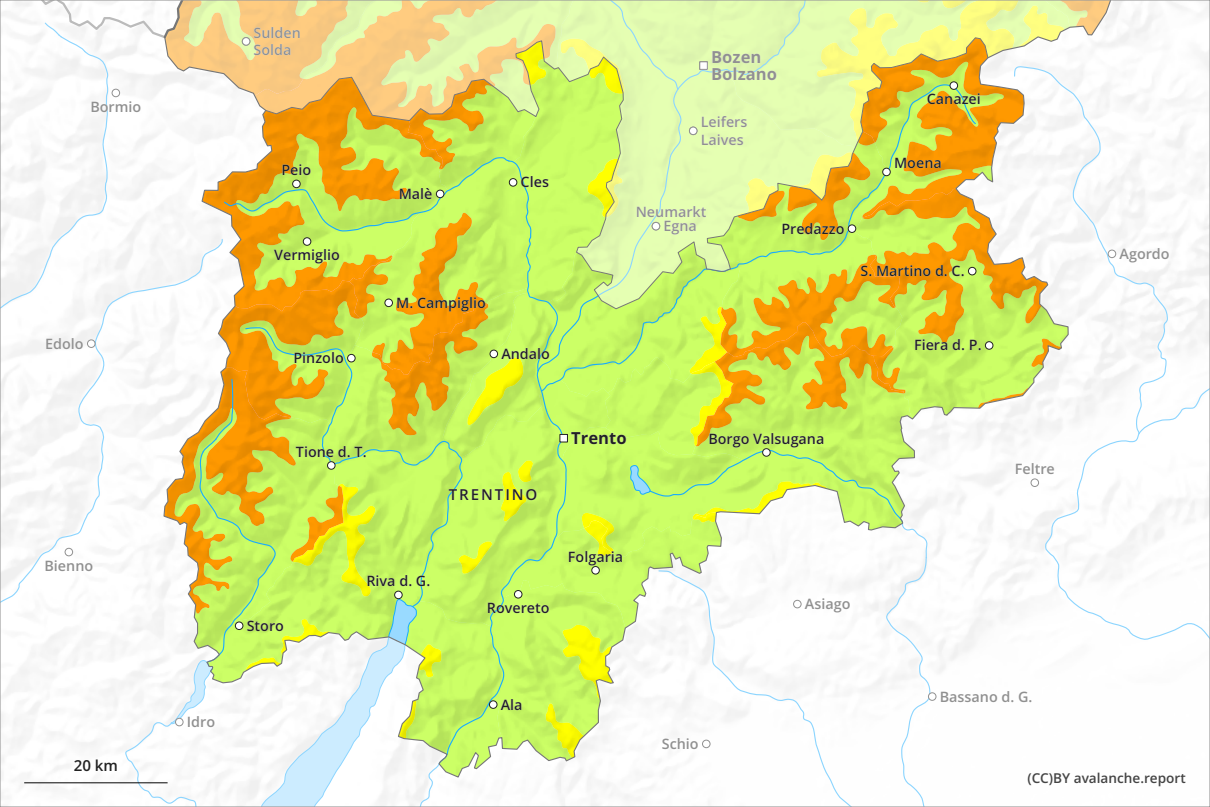 Sulden
Solda
Bozen
Bolzano
Bormio
Canazei
Leifers
Laives
Moena
Peio
Malè
Cles
Neumarkt
Egna
Predazzo
Vermiglio
Agordo
S. Martino d. C.
M. Campiglio
Edolo
Pinzolo
Andalo
Fiera d. P.
Trento
Borgo Valsugana
Tione d. T.
Feltre
TRENTINO
Bienno
Folgaria
Riva d. G.
Rovereto
Asiago
Storo
Bassano d. G.
Ala
Idro
Schio
20 km
(CC)BY avalanche.report